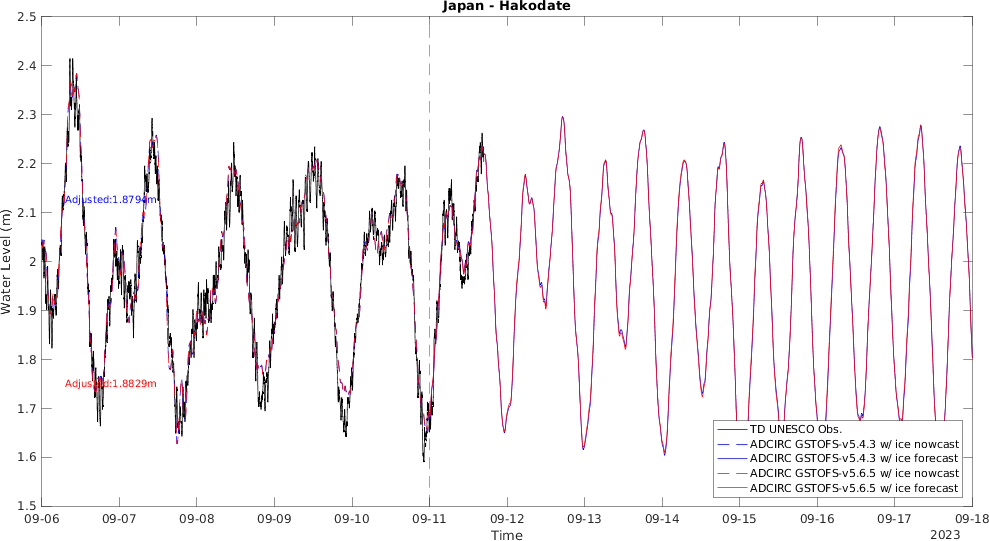 Japan - Hakodate
Water Level (m)
2.5
2.4
2.3
2.2
2.1
2
1.9
1.8
1.7
1.6
1.5
Adjusted:1.8794m
Adjusted:1.8829m
TD UNESCO Obs.
ADCIRC GSTOFS-v5.4.3 w/ ice nowcast
ADCIRC GSTOFS-v5.4.3 w/ ice forecast
ADCIRC GSTOFS-v5.6.5 w/ ice nowcast
ADCIRC GSTOFS-v5.6.5 w/ ice forecast
09-06 09-07 09-08 09-09 09-10 09-11 09-12 09-13 09-14 09-15 09-16 09-17 09-18
Time
2023